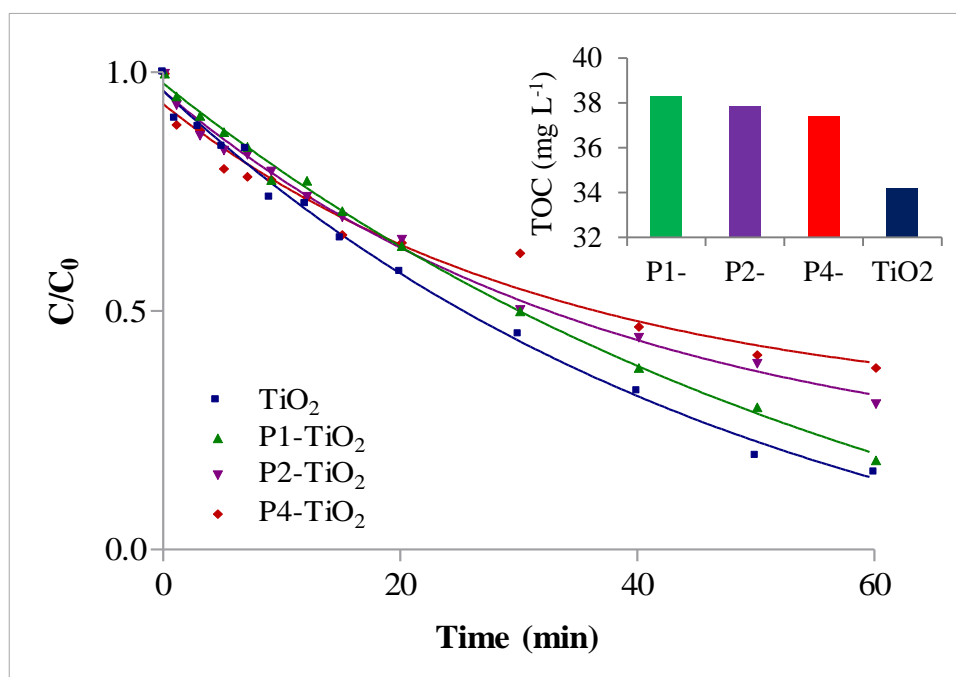 1.0
0.5
0.0
C/C₀
0 20 40 60
Time (min)
TiO₂
P1-TiO₂
P2-TiO₂
P4-TiO₂
40
38
36
34
32
TOC (mg L⁻¹)
P1- P2- P4- TiO2